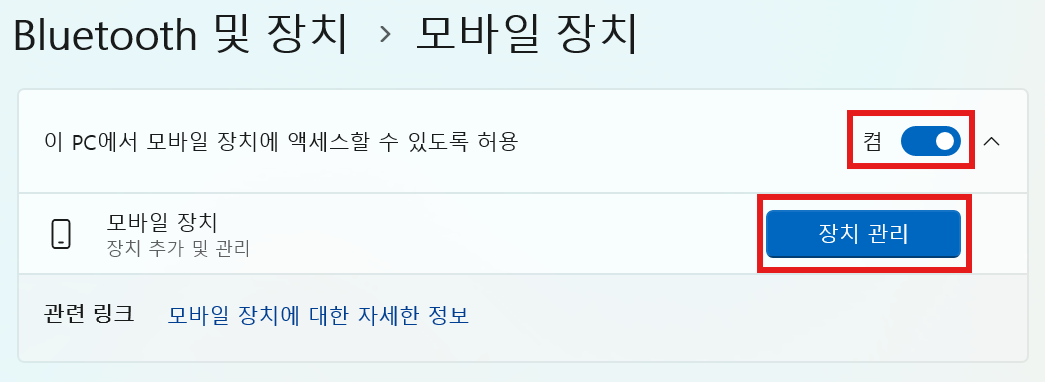 Bluetooth 및 장치 › 모바일 장치
이 PC에서 모바일 장치에 액세스할 수 있도록 허용 켬
모바일 장치
장치 추가 및 관리
장치 관리
관련 링크 모바일 장치에 대한 자세한 정보